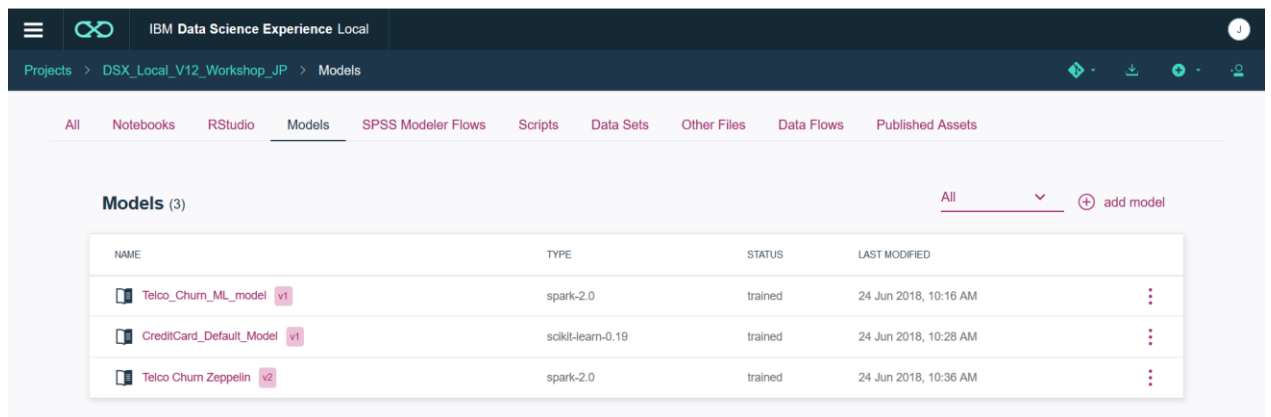 IBM Data Science Experience Local
J
Projects > DSX_Local_V12_Workshop_JP > Models
All Notebooks RStudio Models SPSS Modeler Flows Scripts Data Sets Other Files Data Flows Published Assets
Models (3) All add model
NAME TYPE STATUS LAST MODIFIED
Telco_Churn_ML_model v1 spark-2.0 trained 24 Jun 2018, 10:16 AM
CreditCard_Default_Model v1 scikit-learn-0.19 trained 24 Jun 2018, 10:28 AM
Telco Churn Zeppelin v2 spark-2.0 trained 24 Jun 2018, 10:36 AM